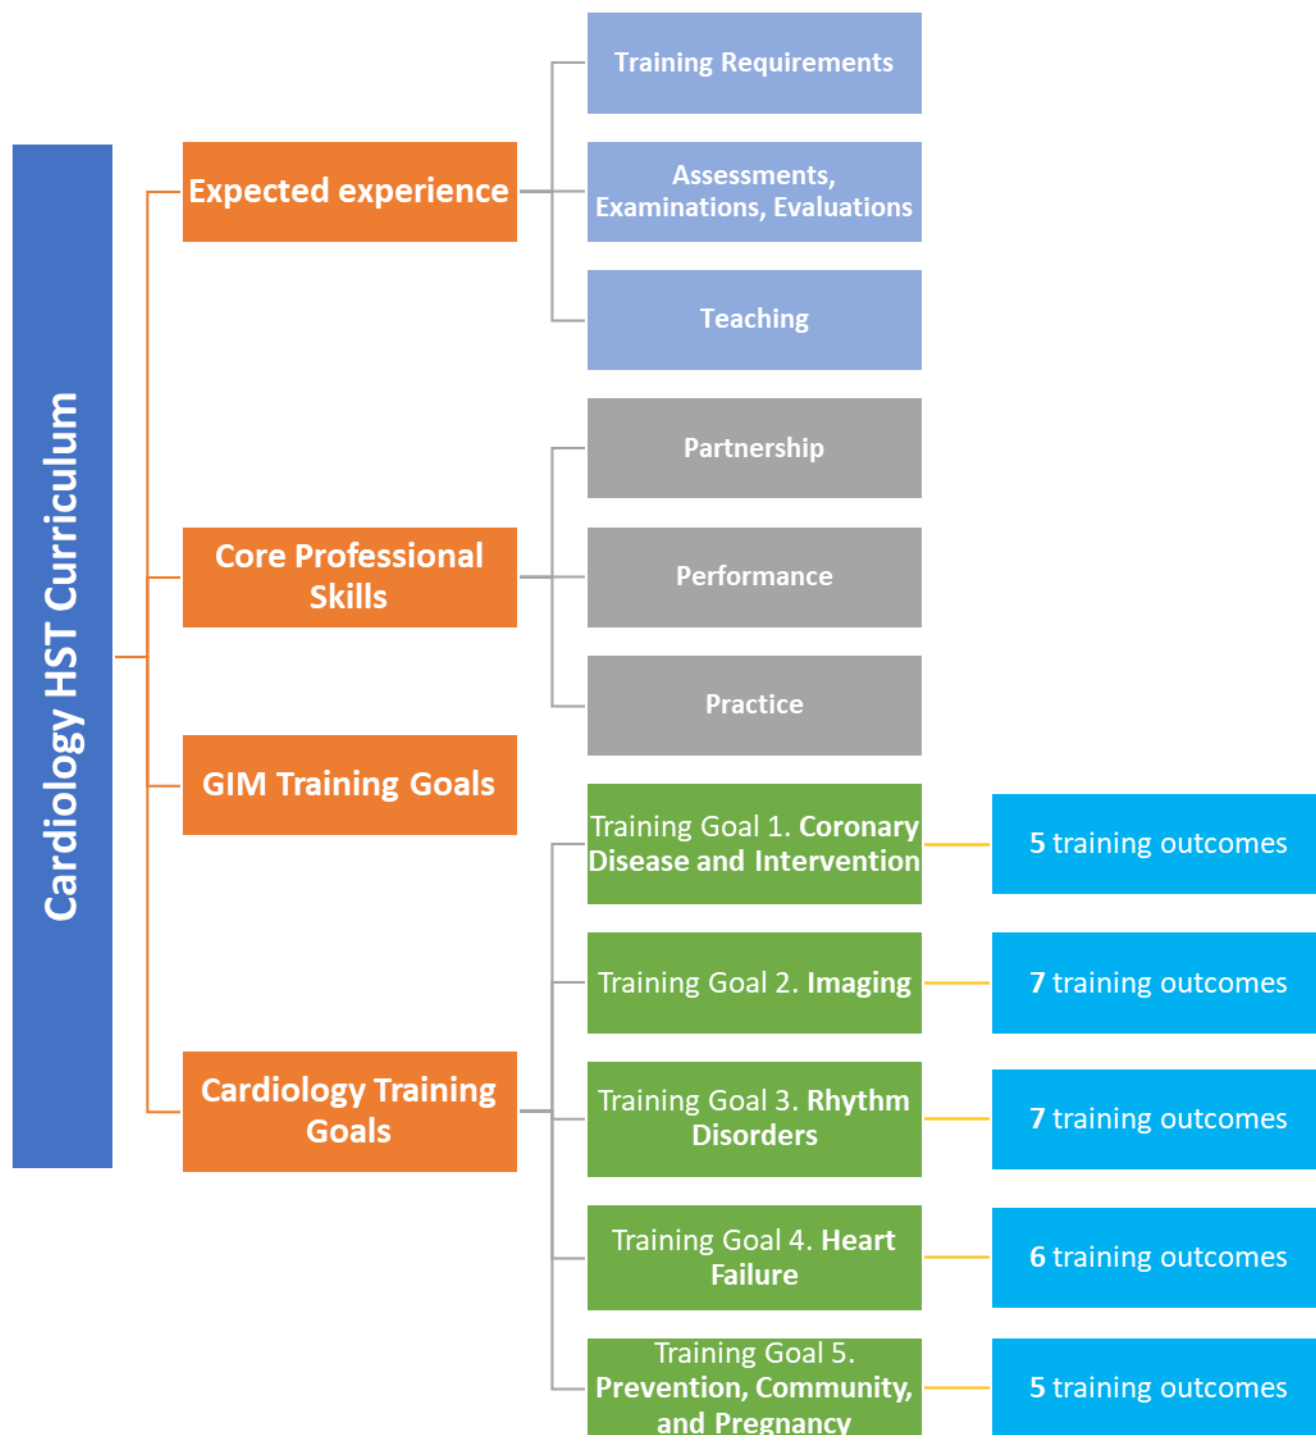 Cardiology HST Curriculum
Expected experience
Training Requirements
Assessments,
Examinations, Evaluations
Teaching
Core Professional
Skills
Partnership
Performance
Practice
GIM Training Goals
Cardiology Training
Goals
Training Goal 1. Coronary
Disease and Intervention
5 training outcomes
Training Goal 2. Imaging
7 training outcomes
Training Goal 3. Rhythm
Disorders
7 training outcomes
Training Goal 4. Heart
Failure
6 training outcomes
Training Goal 5.
Prevention, Community,
and Pregnancy
5 training outcomes